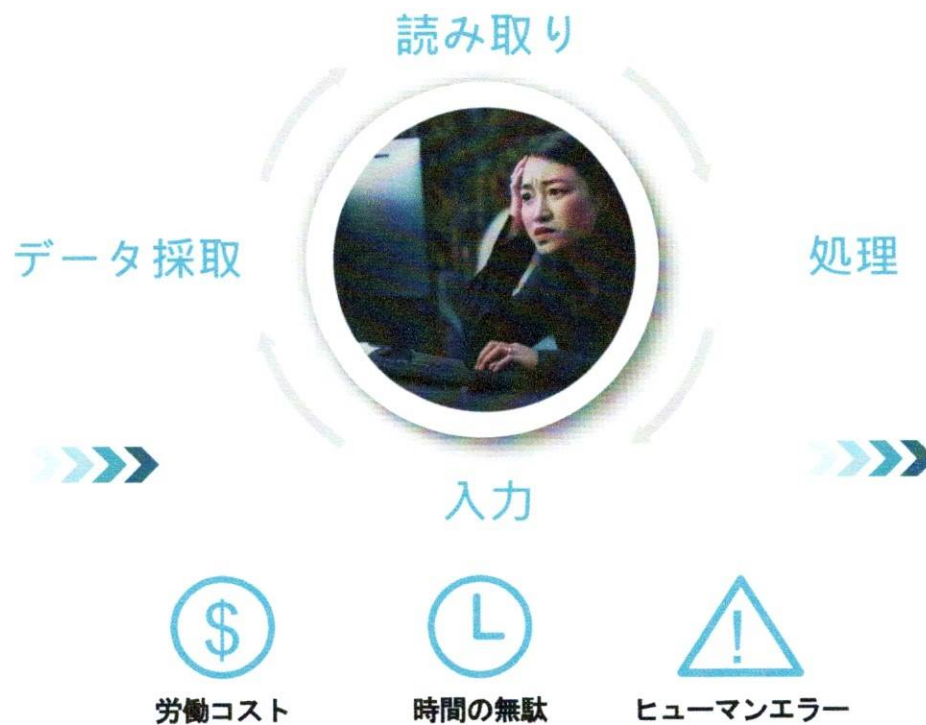 読み取り
データ採取
処理
入力
労働コスト
時間の無駄
ヒューマンエラー